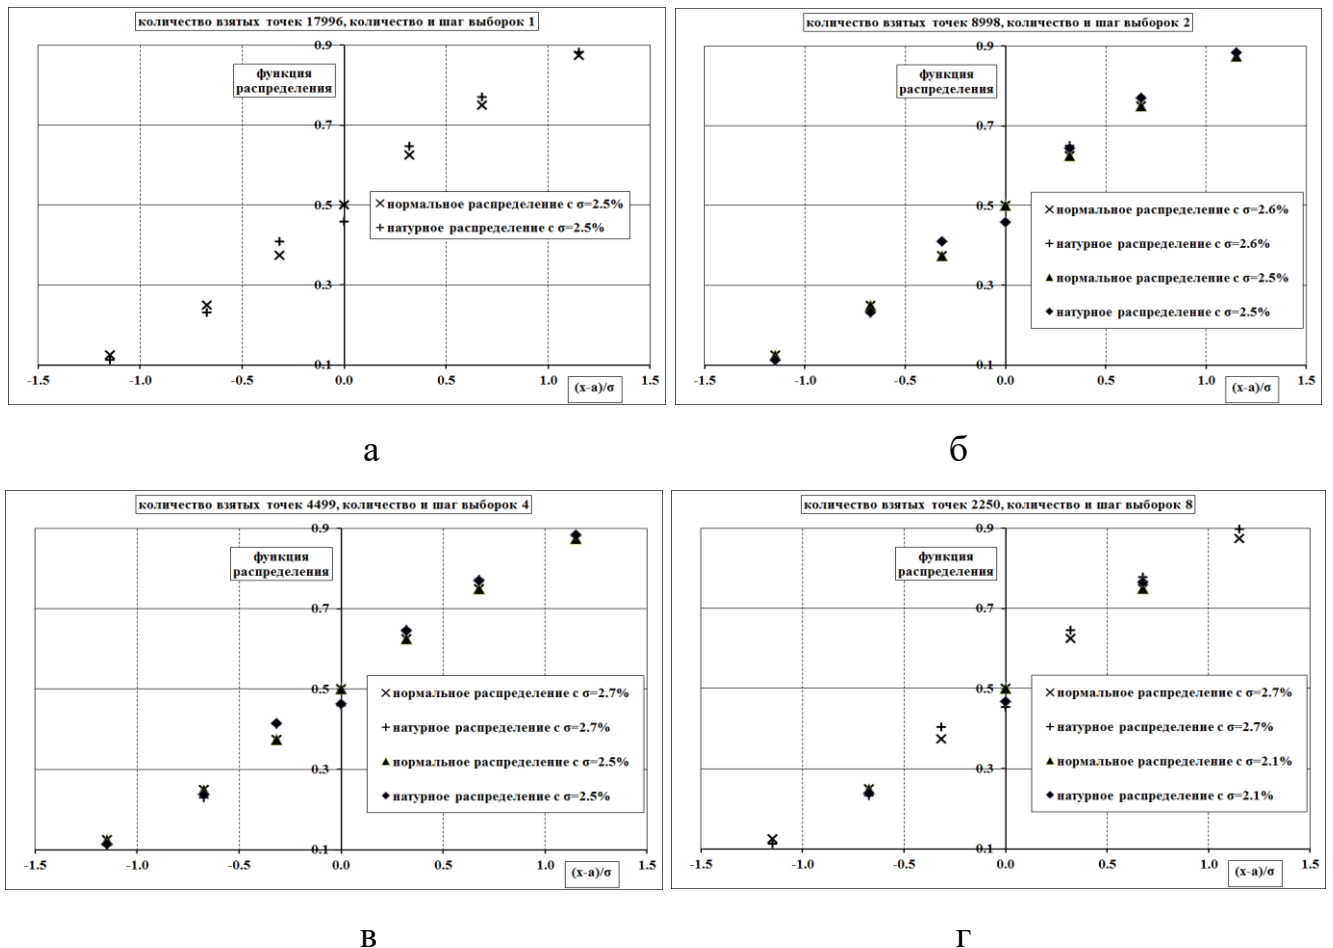 количество взятых точек 17996, количество и шаг выборок 1
функция
распределения
0.9
0.7
0.5
0.3
0.1
× нормальное распределение с σ=2.5%
+ натурное распределение с σ=2.5%
-1.5 -1.0 -0.5 0.0 0.5 1.0 1.5
(x-a)/σ
а
количество взятых точек 8998, количество и шаг выборок 2
функция
распределения
0.9
0.7
0.5
0.3
0.1
× нормальное распределение с σ=2.6%
+ натурное распределение с σ=2.6%
▲ нормальное распределение с σ=2.5%
◆ натурное распределение с σ=2.5%
-1.5 -1.0 -0.5 0.0 0.5 1.0 1.5
(x-a)/σ
б
количество взятых точек 4499, количество и шаг выборок 4
функция
распределения
0.9
0.7
0.5
0.3
0.1
× нормальное распределение с σ=2.7%
+ натурное распределение с σ=2.7%
▲ нормальное распределение с σ=2.5%
◆ натурное распределение с σ=2.5%
-1.5 -1.0 -0.5 0.0 0.5 1.0 1.5
(x-a)/σ
в
количество взятых точек 2250, количество и шаг выборок 8
функция
распределения
0.9
0.7
0.5
0.3
0.1
× нормальное распределение с σ=2.7%
+ натурное распределение с σ=2.7%
▲ нормальное распределение с σ=2.1%
◆ натурное распределение с σ=2.1%
-1.5 -1.0 -0.5 0.0 0.5 1.0 1.5
(x-a)/σ
г